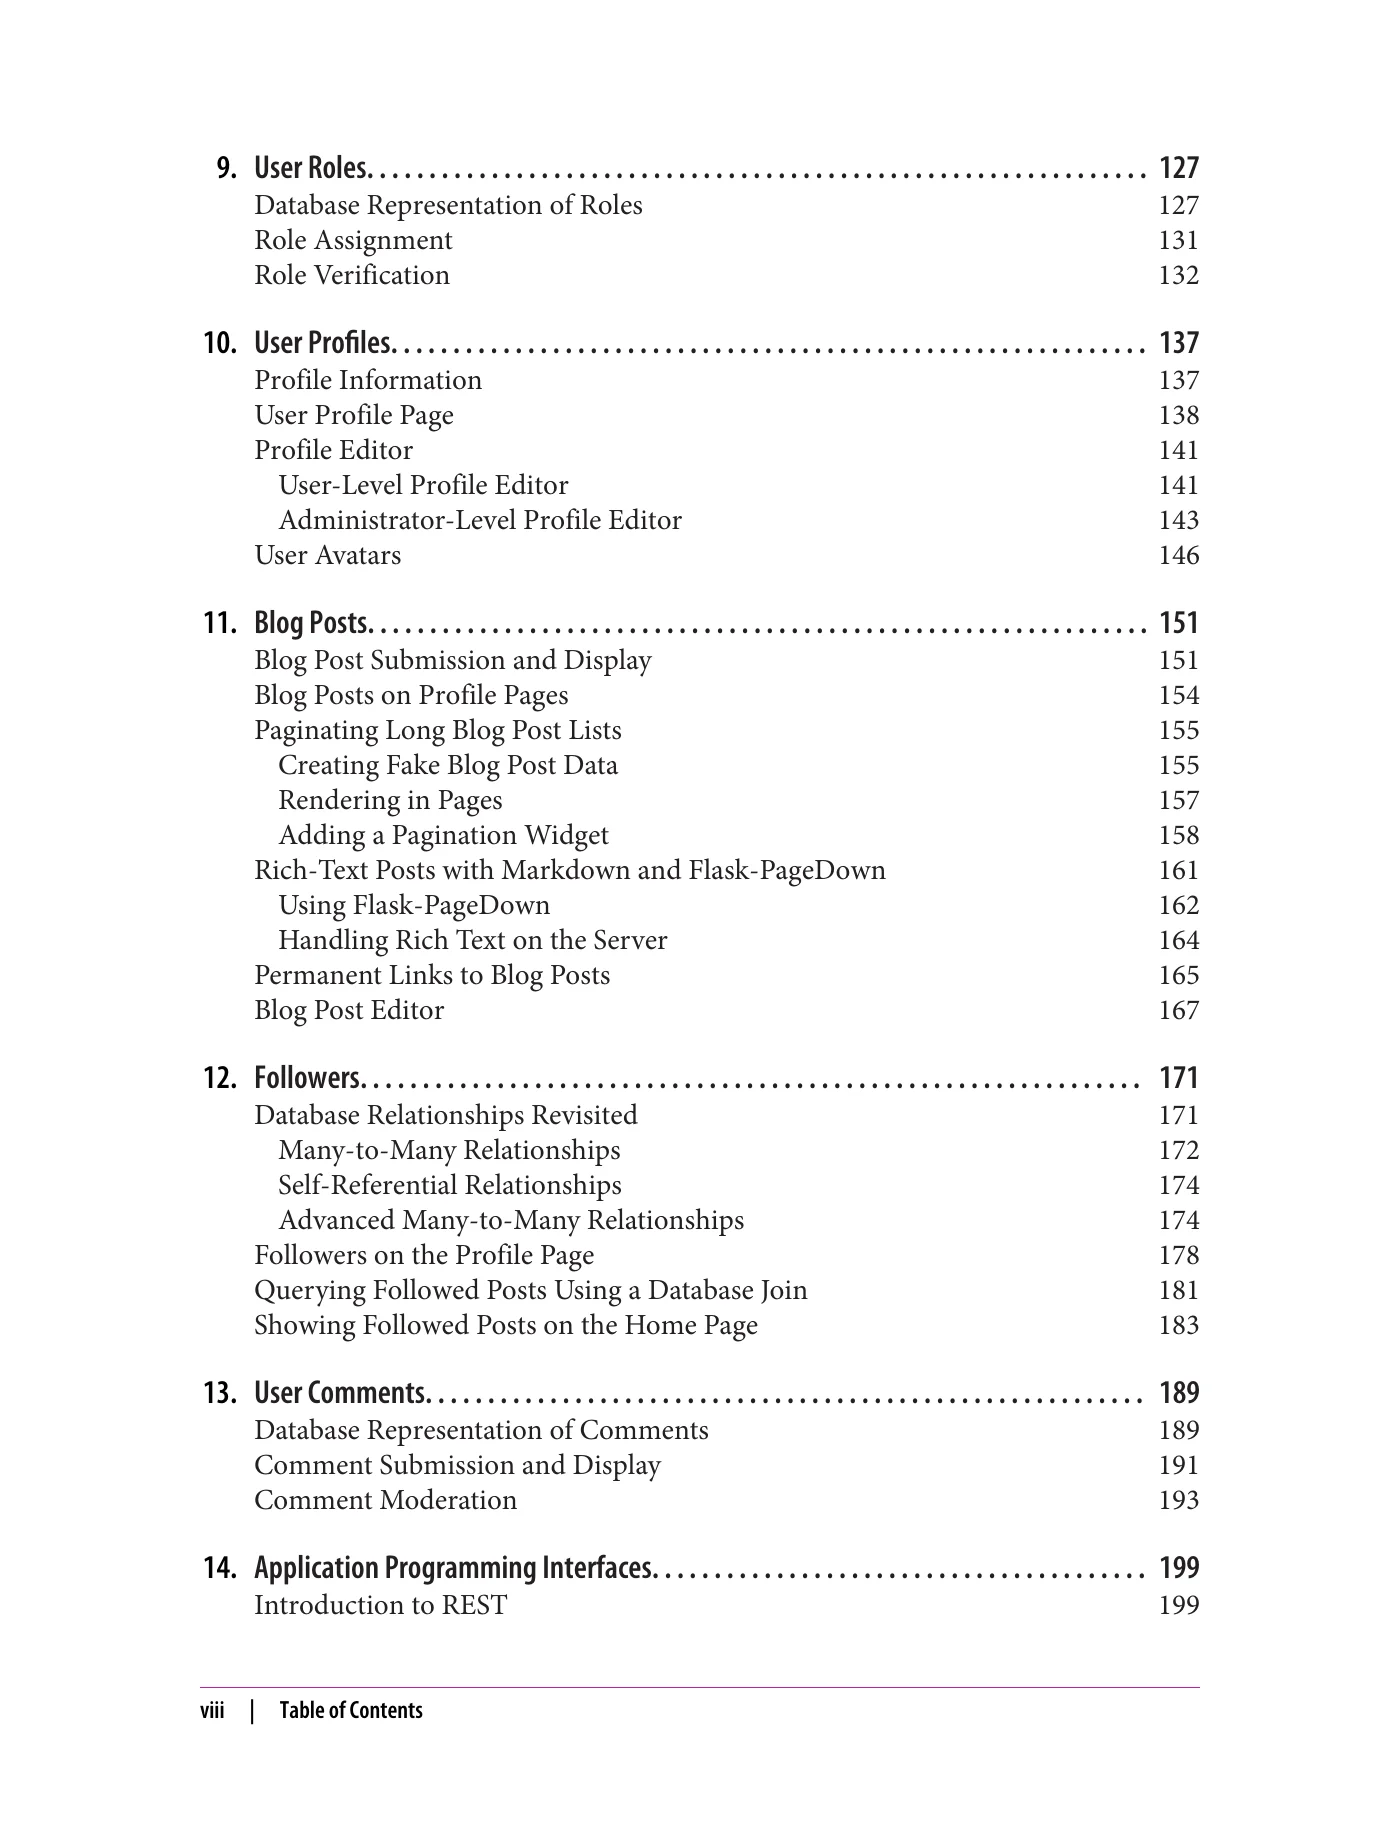 9. User Roles. . . . . . . . . . . . . . . . . . . . . . . . . . . . . . . . . . . . . . . . . . . . . . . . . . . . . . . . . . . . . . . 127
Database Representation of Roles 127
Role Assignment 131
Role Verification 132
10. User Profiles. . . . . . . . . . . . . . . . . . . . . . . . . . . . . . . . . . . . . . . . . . . . . . . . . . . . . . . . . . . . . 137
Profile Information 137
User Profile Page 138
Profile Editor 141
User-Level Profile Editor 141
Administrator-Level Profile Editor 143
User Avatars 146
11. Blog Posts. . . . . . . . . . . . . . . . . . . . . . . . . . . . . . . . . . . . . . . . . . . . . . . . . . . . . . . . . . . . . . . 151
Blog Post Submission and Display 151
Blog Posts on Profile Pages 154
Paginating Long Blog Post Lists 155
Creating Fake Blog Post Data 155
Rendering in Pages 157
Adding a Pagination Widget 158
Rich-Text Posts with Markdown and Flask-PageDown 161
Using Flask-PageDown 162
Handling Rich Text on the Server 164
Permanent Links to Blog Posts 165
Blog Post Editor 167
12. Followers. . . . . . . . . . . . . . . . . . . . . . . . . . . . . . . . . . . . . . . . . . . . . . . . . . . . . . . . . . . . . . . 171
Database Relationships Revisited 171
Many-to-Many Relationships 172
Self-Referential Relationships 174
Advanced Many-to-Many Relationships 174
Followers on the Profile Page 178
Querying Followed Posts Using a Database Join 181
Showing Followed Posts on the Home Page 183
13. User Comments. . . . . . . . . . . . . . . . . . . . . . . . . . . . . . . . . . . . . . . . . . . . . . . . . . . . . . . . . . 189
Database Representation of Comments 189
Comment Submission and Display 191
Comment Moderation 193
14. Application Programming Interfaces. . . . . . . . . . . . . . . . . . . . . . . . . . . . . . . . . . . . . . . . 199
Introduction to REST 199
viii | Table of Contents